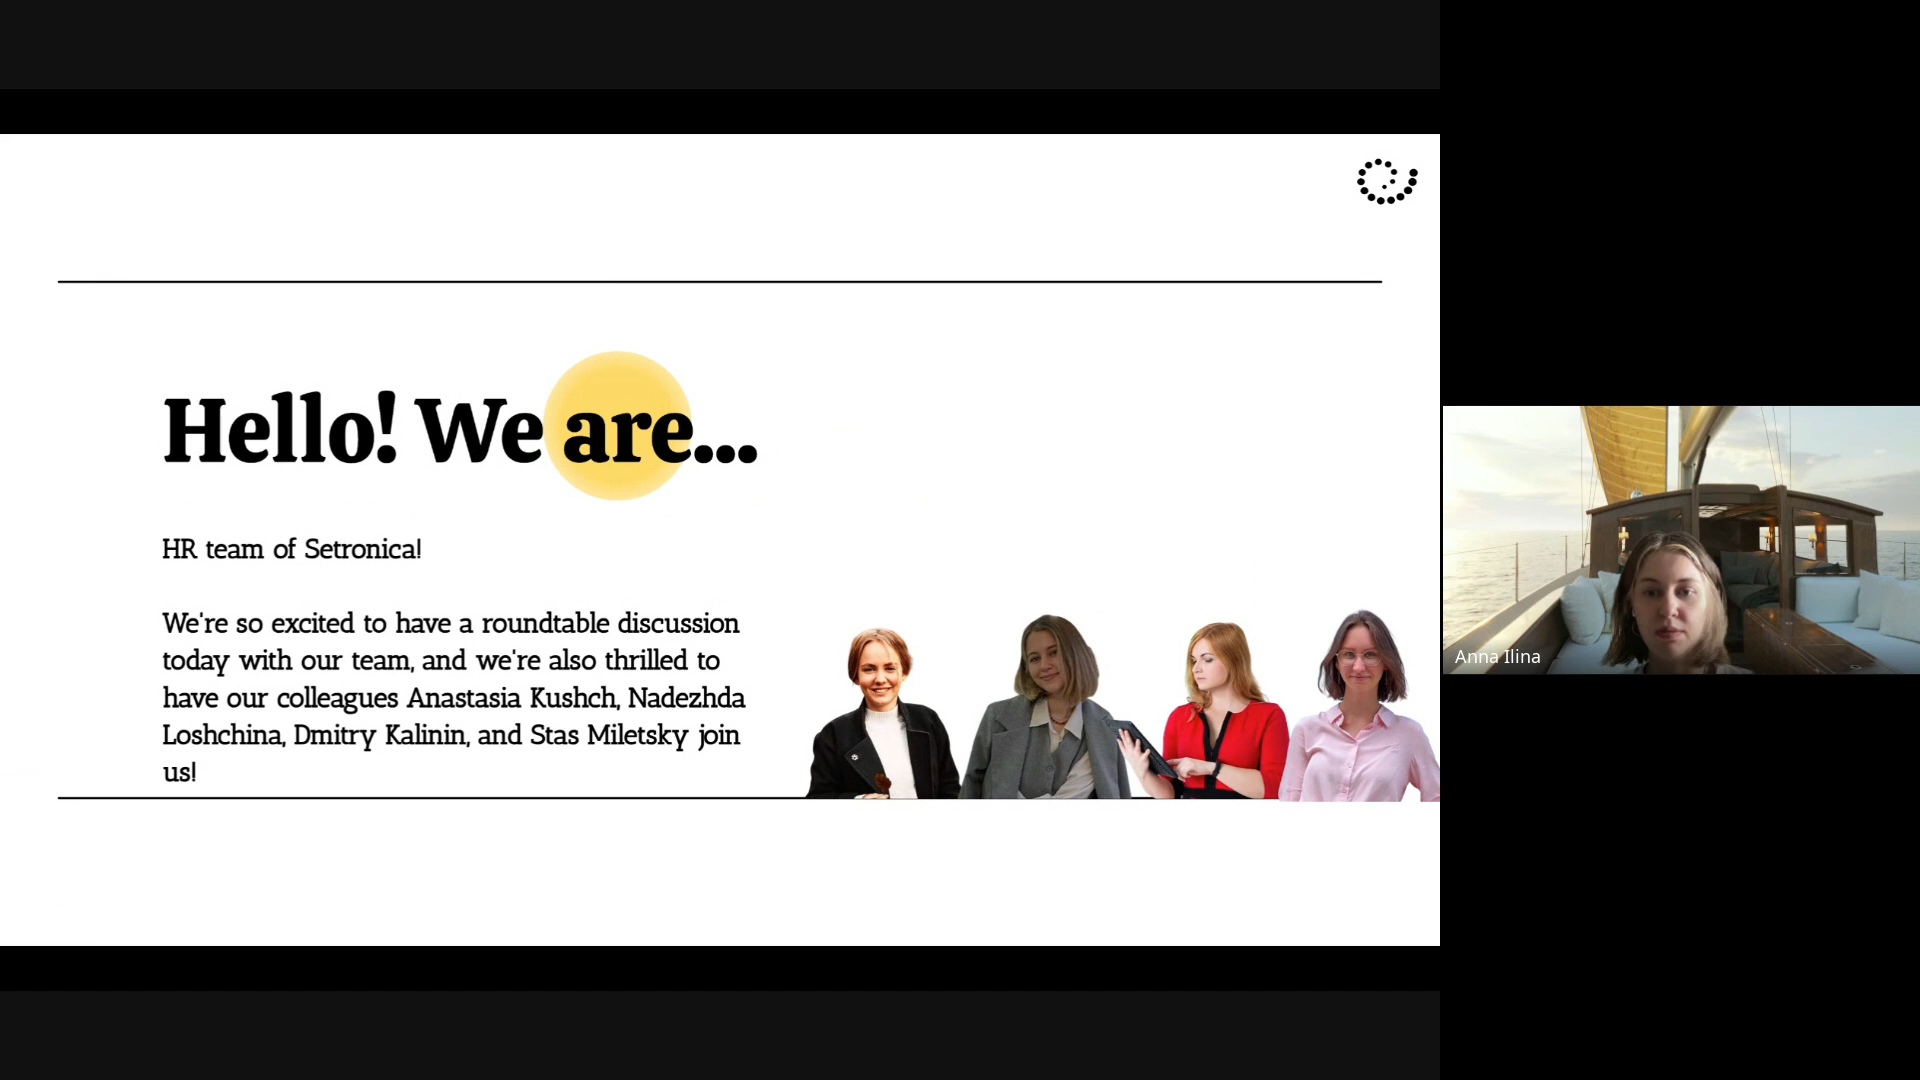 Hello! We are...
HR team of Setronica!
We're so excited to have a roundtable discussion
today with our team, and we're also thrilled to
have our colleagues Anastasia Kushch, Nadezhda
Loshchina, Dmitry Kalinin, and Stas Miletsky join
us!
Anna Ilina